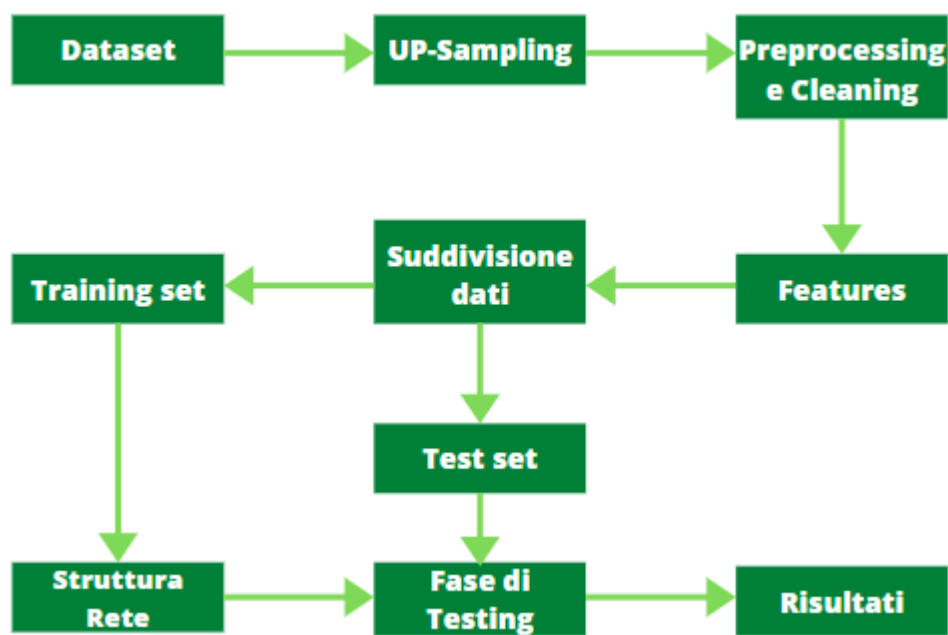 Dataset
UP-Sampling
Preprocessing
e Cleaning
Training set
Suddivisione
dati
Features
Test set
Struttura
Rete
Fase di
Testing
Risultati